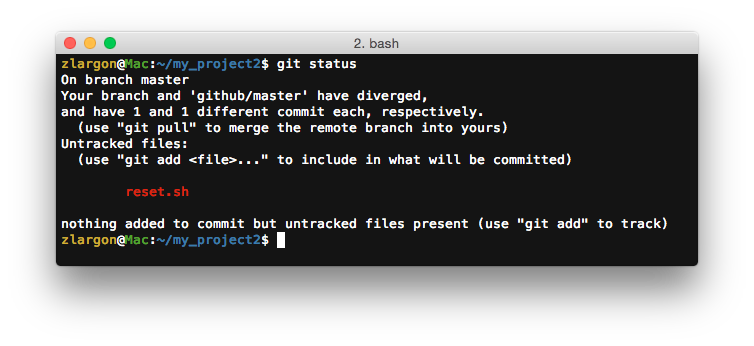 2. bash
zlargon@Mac:~/my_project2$ git status
On branch master
Your branch and 'github/master' have diverged,
and have 1 and 1 different commit each, respectively.
  (use "git pull" to merge the remote branch into yours)
Untracked files:
  (use "git add <file>..." to include in what will be committed)
        reset.sh
nothing added to commit but untracked files present (use "git add" to track)
zlargon@Mac:~/my_project2$